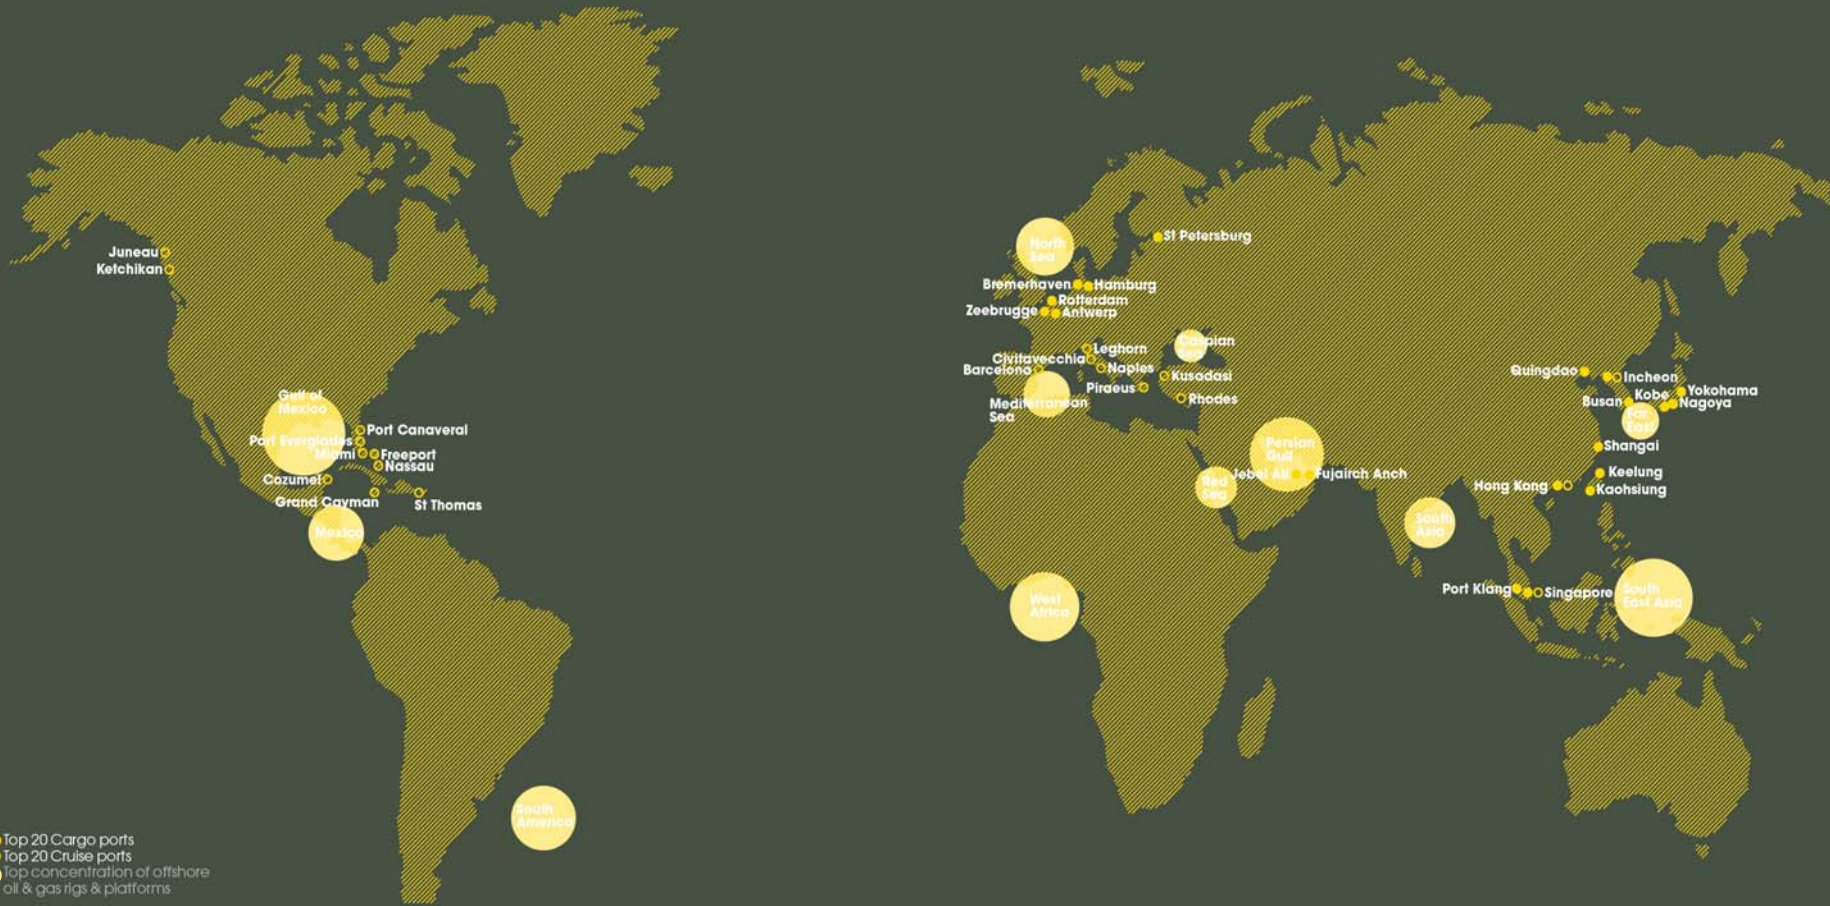 Juneau
Ketchikan
Gulf of
Mexico
Port Canaveral
Port Everglades
Miami
Freeport
Nassau
Cozumel
Grand Cayman
St Thomas
Mexico
South
America
North
Sea
St Petersburg
Bremerhaven
Hamburg
Rotterdam
Zeebrugge
Antwerp
Caspian
Sea
Leghorn
Civitavecchia
Barcelona
Naples
Kusadasi
Piraeus
Rhodes
Mediterranean
Sea
Persian
Gulf
Jebel Ali
Fujairch Anch
Red
Sea
West
Africa
South
Asia
Quingdao
Incheon
Kobe
Yokohama
Busan
Nagoya
Far
East
Shangai
Keelung
Hong Kong
Kaohsiung
Port Klang
Singapore
South
East Asia
Top 20 Cargo ports
Top 20 Cruise ports
Top concentration of offshore
oil & gas rigs & platforms